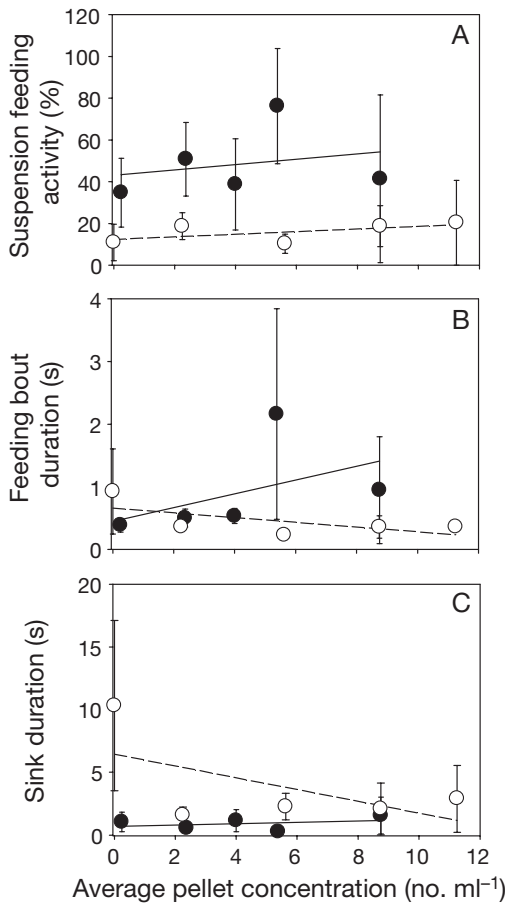 A
120
100
80
60
40
20
0
Suspension feeding
activity (%)
B
4
3
2
1
0
Feeding bout
duration (s)
C
20
15
10
5
0
Sink duration (s)
0 2 4 6 8 10 12
Average pellet concentration (no. ml⁻¹)